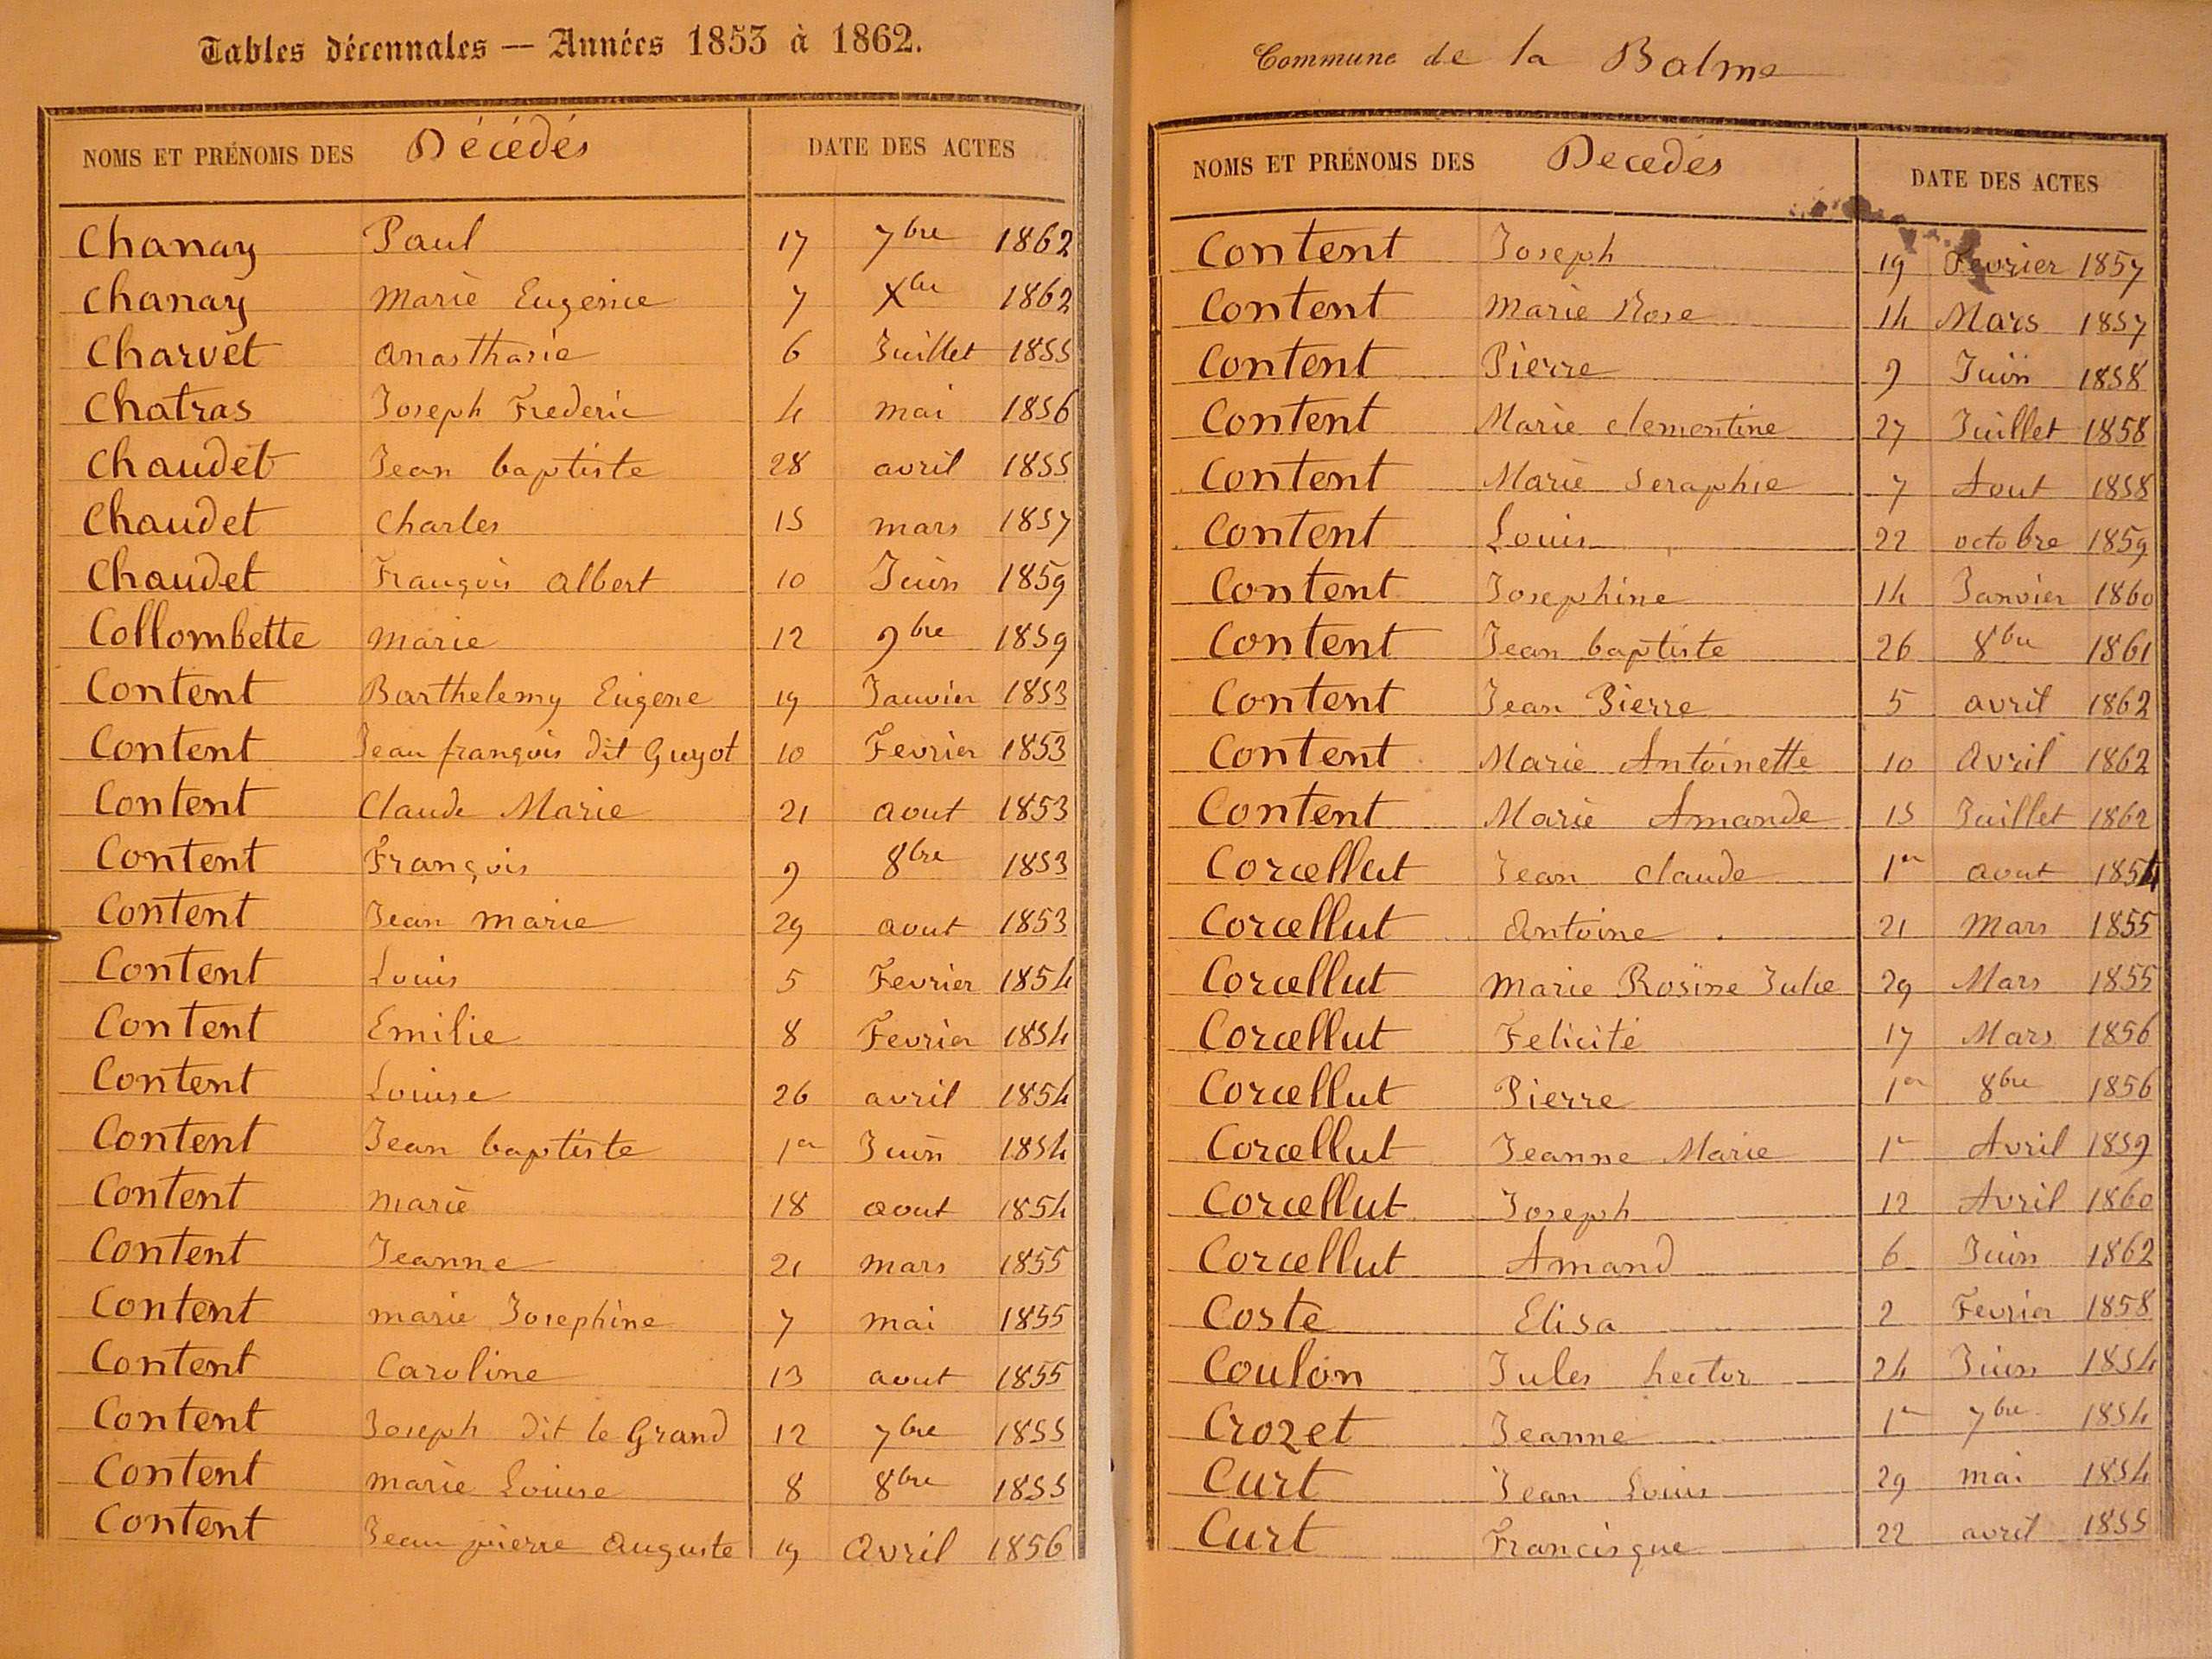 Tables décennales — Années 1853 à 1862.
NOMS ET PRÉNOMS DES Décédés DATE DES ACTES
Chanay Paul 17 7bre 1862
Chanay Marie Eugenie 7 Xbre 1862
Charvet Anasthasie 6 Juillet 1855
Chatras Joseph Frederic 4 mai 1856
Chaudet Jean baptiste 28 avril 1855
Chaudet Charles 15 mars 1857
Chaudet François Albert 10 Juin 1859
Collombette Marie 12 9bre 1859
Content Barthelemy Eugene 19 Janvier 1853
Content Jean françois dit Guyot 10 Fevrier 1853
Content Claude Marie 21 aout 1853
Content François 9 8bre 1853
Content Jean marie 29 aout 1853
Content Louis 5 Fevrier 1854
Content Emilie 8 Fevrier 1854
Content Louise 26 avril 1854
Content Jean baptiste 1er Juin 1854
Content Marie 18 aout 1854
Content Jeanne 21 mars 1855
Content marie Josephine 7 mai 1855
Content Caroline 13 aout 1855
Content Joseph dit le Grand 12 7bre 1855
Content marie Louise 8 8bre 1855
Content Jean pierre Auguste 19 Avril 1856
Commune de la Balme
NOMS ET PRÉNOMS DES Decedés DATE DES ACTES
Content Joseph 19 Fevrier 1857
Content Marie Rose 14 Mars 1857
Content Pierre 9 Juin 1858
Content Marie clementine 27 Juillet 1858
Content Marie Seraphie 7 Aout 1858
Content Louis 22 octobre 1859
Content Josephine 14 Janvier 1860
Content Jean baptiste 26 8bre 1861
Content Jean Pierre 5 avril 1862
Content Marie Antoinette 10 Avril 1862
Content Marie Amande 15 Juillet 1862
Corcellut Jean claude 1er aout 1854
Corcellut Antoine 21 Mars 1855
Corcellut Marie Rosine Julie 29 Mars 1855
Corcellut Felicité 17 Mars 1856
Corcellut Pierre 1er 8bre 1856
Corcellut Jeanne Marie 1er Avril 1859
Corcellut Joseph 12 Avril 1860
Corcellut Amand 6 Juin 1862
Coste Elisa 2 Fevrier 1858
Coulon Jules hector 24 Juin 1854
Crozet Jeanne 1er 7bre 1854
Curt Jean Louis 29 mai 1854
Curt Francisque 22 avril 1855